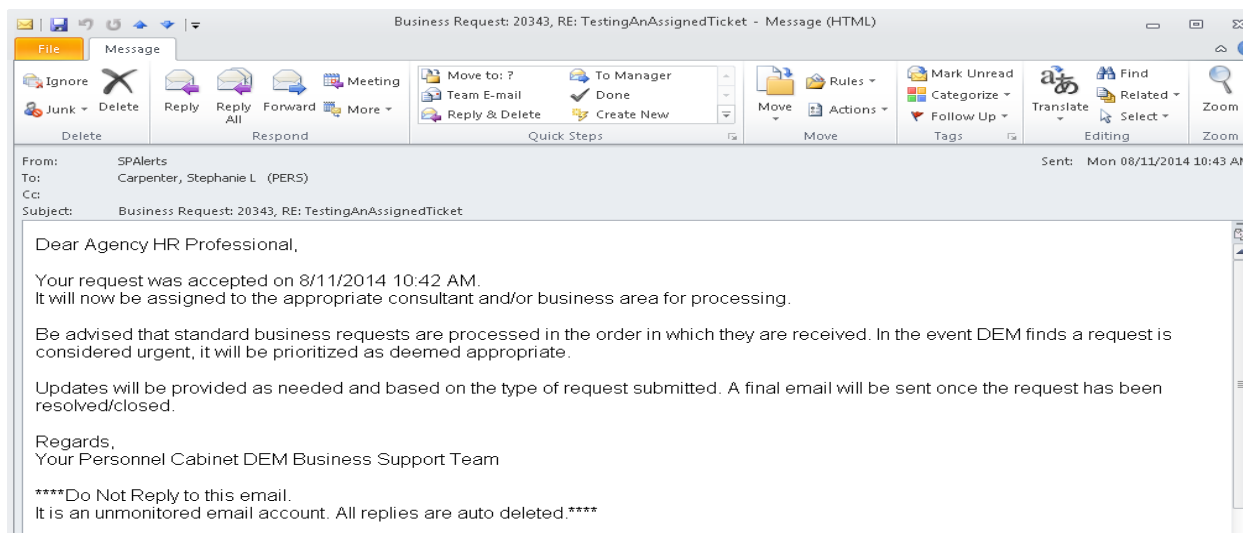 Business Request: 20343, RE: TestingAnAssignedTicket - Message (HTML)
File Message
Ignore
Junk
Delete
Delete
Reply
Reply All
Forward
Meeting
More
Respond
Move to: ?
Team E-mail
Reply & Delete
To Manager
Done
Create New
Quick Steps
Move
Rules
Actions
Move
Mark Unread
Categorize
Follow Up
Tags
Translate
Find
Related
Select
Editing
Zoom
Zoom
From: SPAlerts
Sent: Mon 08/11/2014 10:43 AM
To: Carpenter, Stephanie L (PERS)
Cc:
Subject: Business Request: 20343, RE: TestingAnAssignedTicket
Dear Agency HR Professional,
Your request was accepted on 8/11/2014 10:42 AM.
It will now be assigned to the appropriate consultant and/or business area for processing.
Be advised that standard business requests are processed in the order in which they are received. In the event DEM finds a request is
considered urgent, it will be prioritized as deemed appropriate.
Updates will be provided as needed and based on the type of request submitted. A final email will be sent once the request has been
resolved/closed.
Regards,
Your Personnel Cabinet DEM Business Support Team
****Do Not Reply to this email.
It is an unmonitored email account. All replies are auto deleted.****